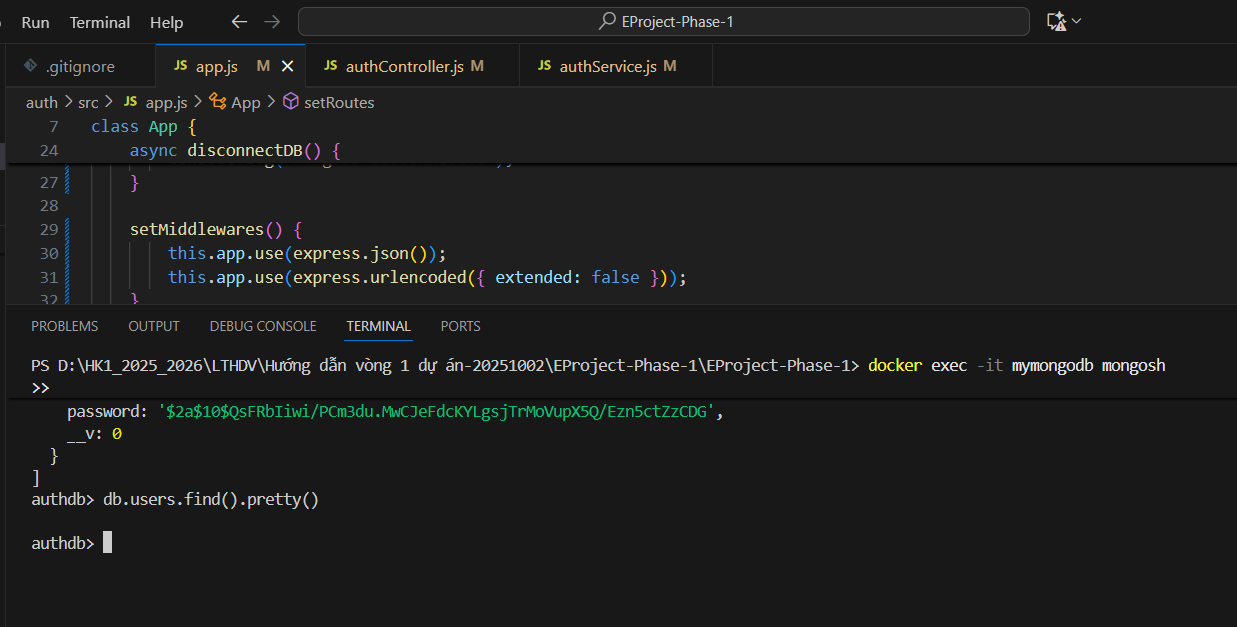 Run Terminal Help EProject-Phase-1
.gitignore JS app.js M JS authController.js M JS authService.js M
auth > src > JS app.js > App > setRoutes
7 class App {
24 async disconnectDB() {
27 }
28
29 setMiddlewares() {
30 this.app.use(express.json());
31 this.app.use(express.urlencoded({ extended: false }));
32 }
PROBLEMS OUTPUT DEBUG CONSOLE TERMINAL PORTS
PS D:\HK1_2025_2026\LTHDV\Hướng dẫn vòng 1 dự án-20251002\EProject-Phase-1\EProject-Phase-1> docker exec -it mymongodb mongosh
>>
password: '$2a$10$QsFRbIiwi/PCm3du.MwCJeFdcKYLgsjTrMoVupX5Q/Ezn5ctZzCDG',
__v: 0
}
]
authdb> db.users.find().pretty()
authdb>